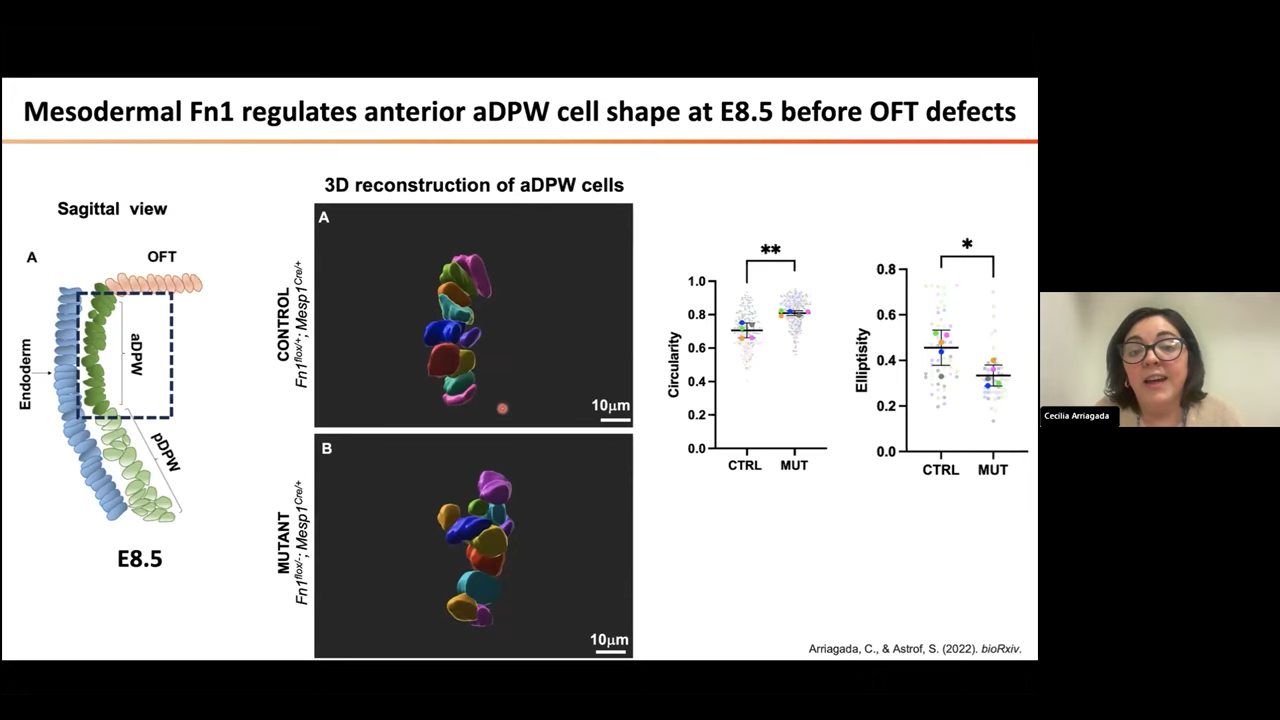 Mesodermal Fn1 regulates anterior aDPW cell shape at E8.5 before OFT defects
Sagittal view
A
OFT
Endoderm
aDPW
pDPW
E8.5
3D reconstruction of aDPW cells
A
CONTROL
Fn1flox/+; Mesp1Cre/+
10μm
B
MUTANT
Fn1flox/-; Mesp1Cre/+
10μm
**
Circularity
1.0
0.8
0.6
0.4
0.2
0.0
CTRL MUT
*
Elliptisity
0.8
0.6
0.4
0.2
0.0
CTRL MUT
Arriagada, C., & Astrof, S. (2022). bioRxiv.
Cecilia Arriagada